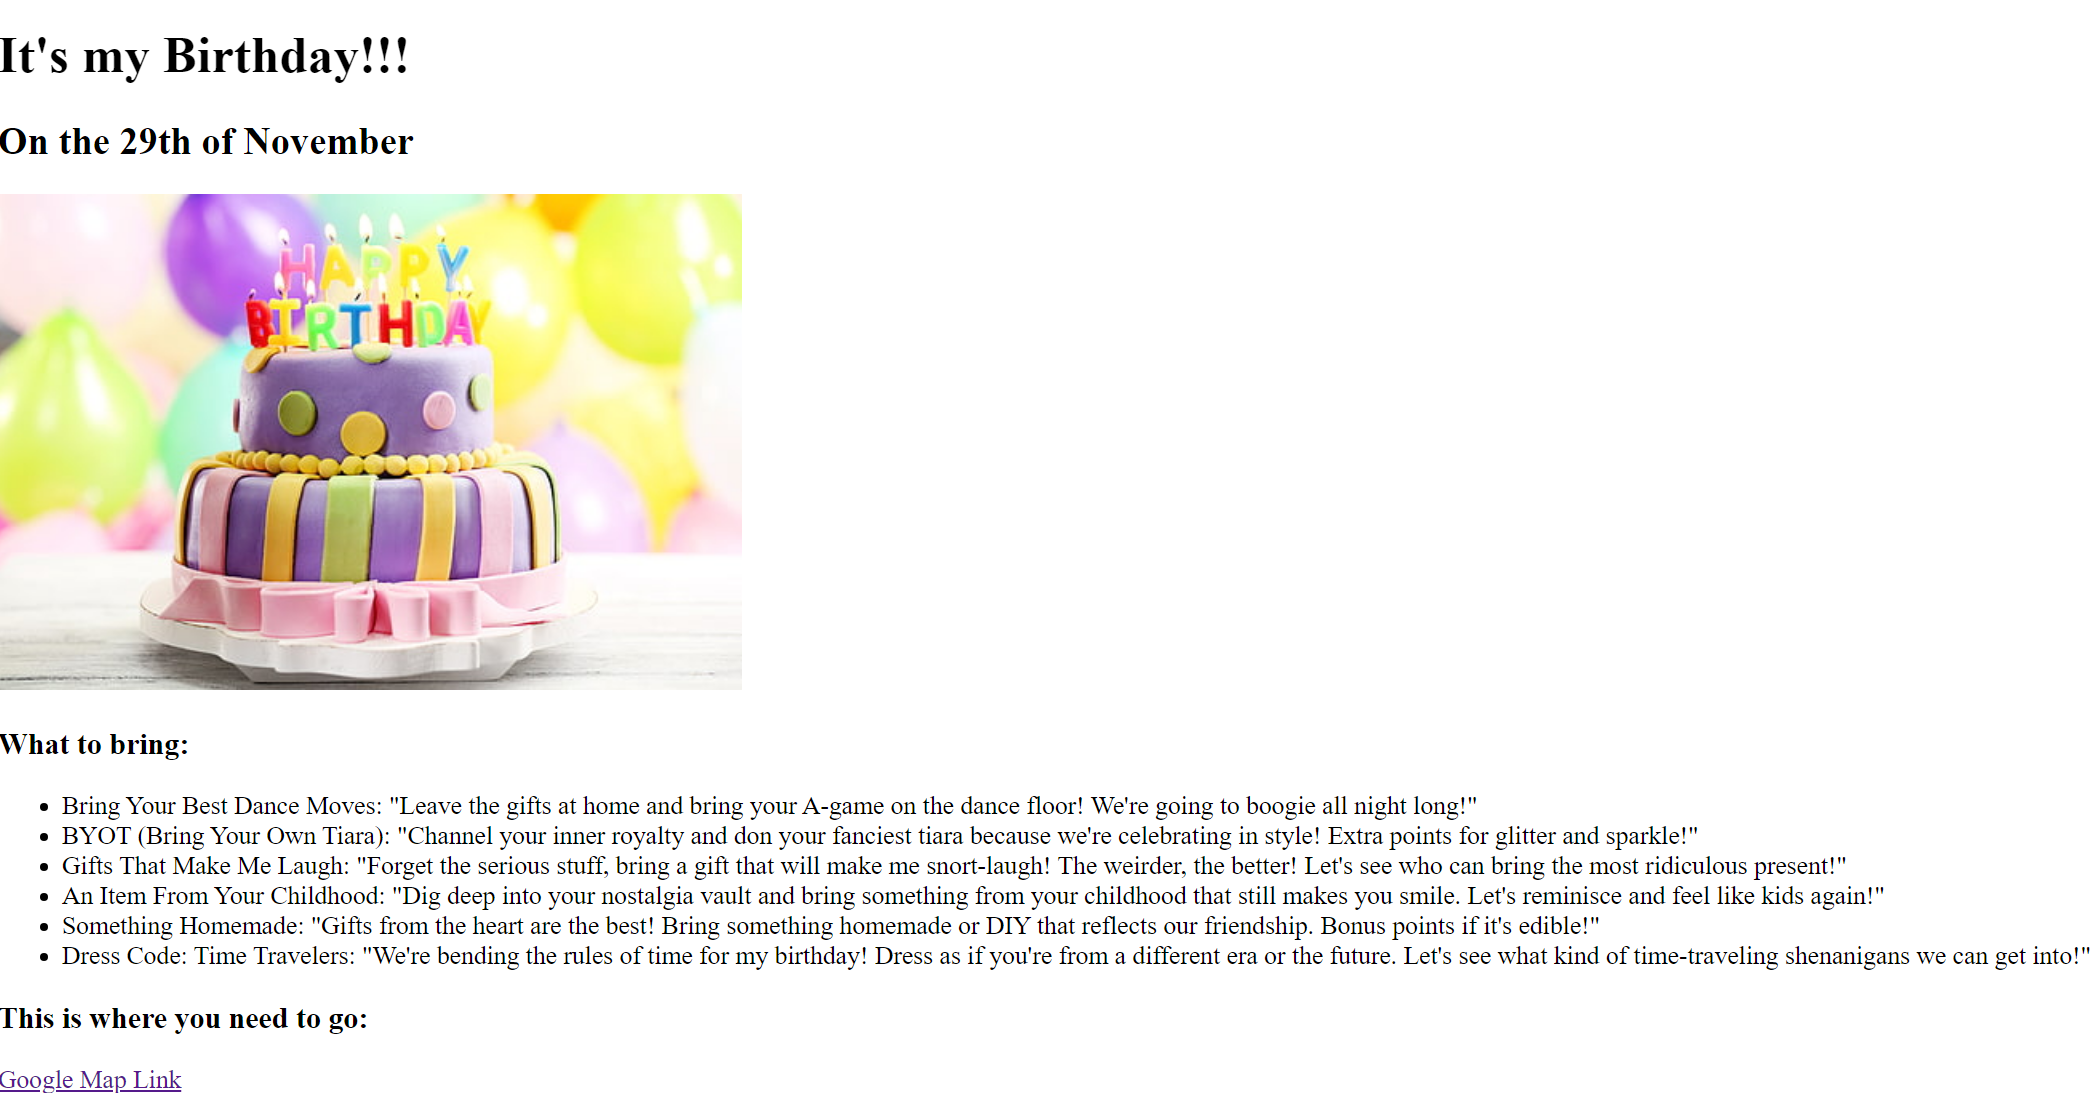 It's my Birthday!!!
On the 29th of November
HAPPY
BIRTHDAY
What to bring:
Bring Your Best Dance Moves: "Leave the gifts at home and bring your A-game on the dance floor! We're going to boogie all night long!"
BYOT (Bring Your Own Tiara): "Channel your inner royalty and don your fanciest tiara because we're celebrating in style! Extra points for glitter and sparkle!"
Gifts That Make Me Laugh: "Forget the serious stuff, bring a gift that will make me snort-laugh! The weirder, the better! Let's see who can bring the most ridiculous present!"
An Item From Your Childhood: "Dig deep into your nostalgia vault and bring something from your childhood that still makes you smile. Let's reminisce and feel like kids again!"
Something Homemade: "Gifts from the heart are the best! Bring something homemade or DIY that reflects our friendship. Bonus points if it's edible!"
Dress Code: Time Travelers: "We're bending the rules of time for my birthday! Dress as if you're from a different era or the future. Let's see what kind of time-traveling shenanigans we can get into!"
This is where you need to go:
Google Map Link